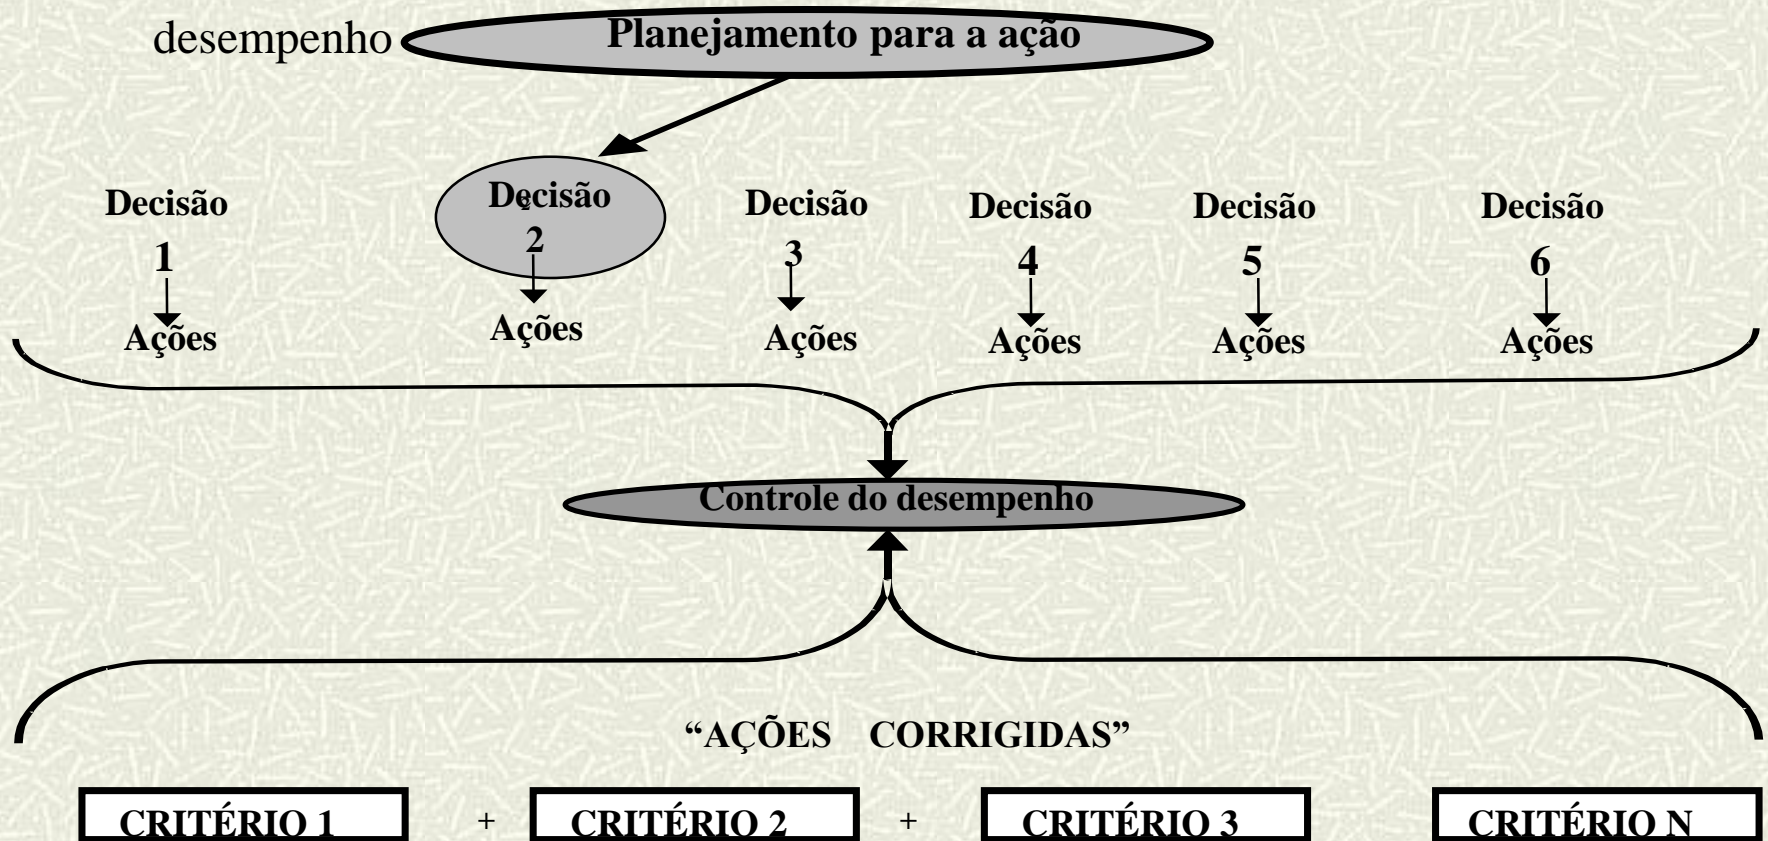 desempenho Planejamento para a ação
Decisão Decisão Decisão Decisão Decisão Decisão
2
1 2 3 4 5 6
Ações Ações Ações Ações Ações Ações
Controle do desempenho
“AÇÕES CORRIGIDAS”
CRITÉRIO 1 + CRITÉRIO 2 + CRITÉRIO 3 CRITÉRIO N